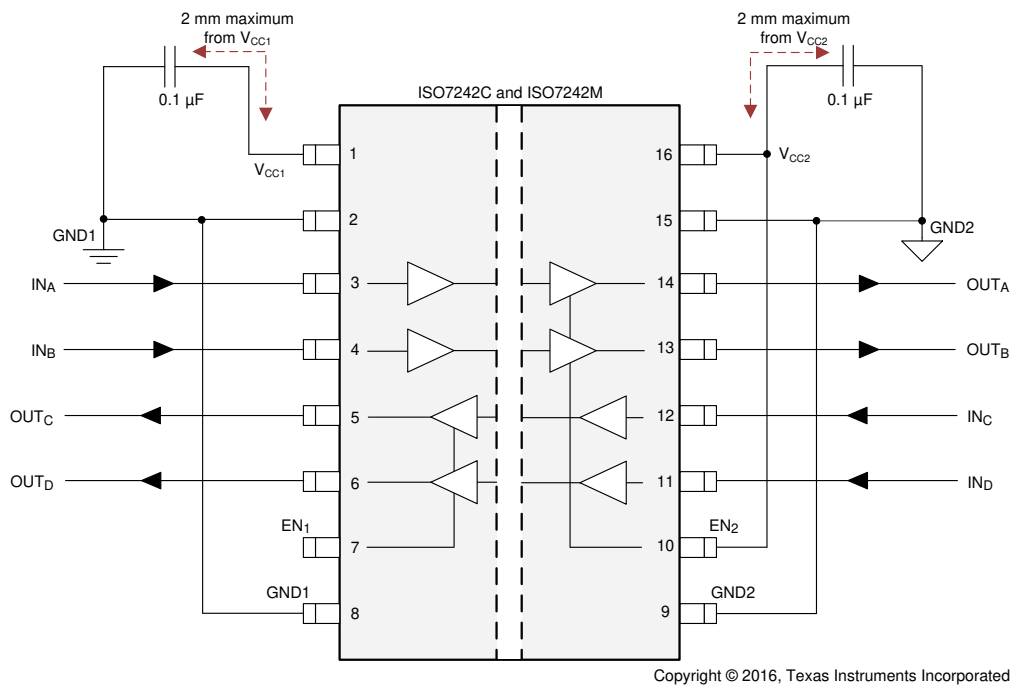 2 mm maximum
from VCC1
2 mm maximum
from VCC2
0.1 µF
0.1 µF
ISO7242C and ISO7242M
VCC1
1
16
VCC2
GND1
2
15
GND2
INA
3
14
OUTA
INB
4
13
OUTB
OUTC
5
12
INC
OUTD
6
11
IND
EN1
7
10
EN2
GND1
8
9
GND2
Copyright © 2016, Texas Instruments Incorporated